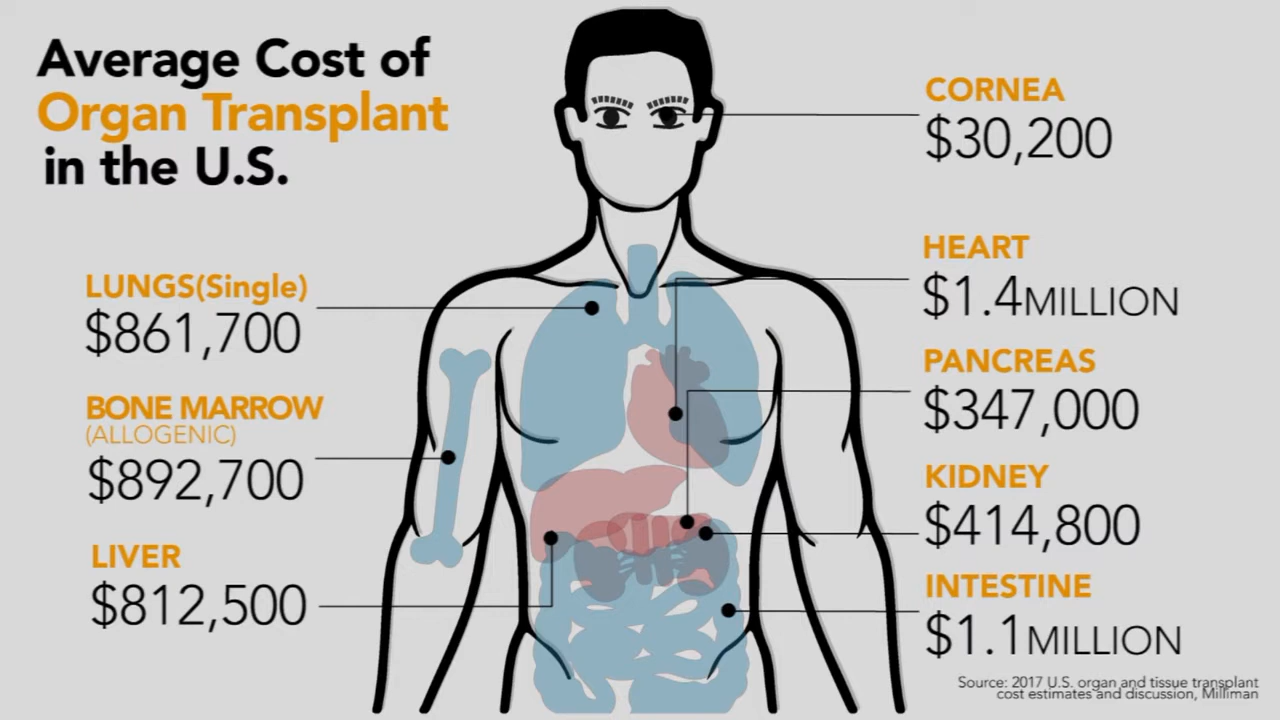 Average Cost of
Organ Transplant
in the U.S.
LUNGS(Single)
$861,700
BONE MARROW
(ALLOGENIC)
$892,700
LIVER
$812,500
CORNEA
$30,200
HEART
$1.4MILLION
PANCREAS
$347,000
KIDNEY
$414,800
INTESTINE
$1.1MILLION
Source: 2017 U.S. organ and tissue transplant
cost estimates and discussion, Milliman